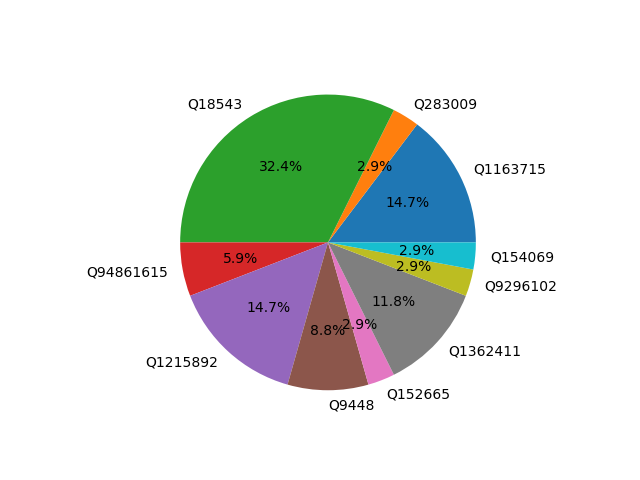 Q18543
Q283009
32.4%
2.9%
Q1163715
14.7%
5.9%
2.9%
Q154069
Q94861615
2.9%
Q9296102
14.7%
11.8%
8.8%
2.9%
Q1362411
Q1215892
Q152665
Q9448